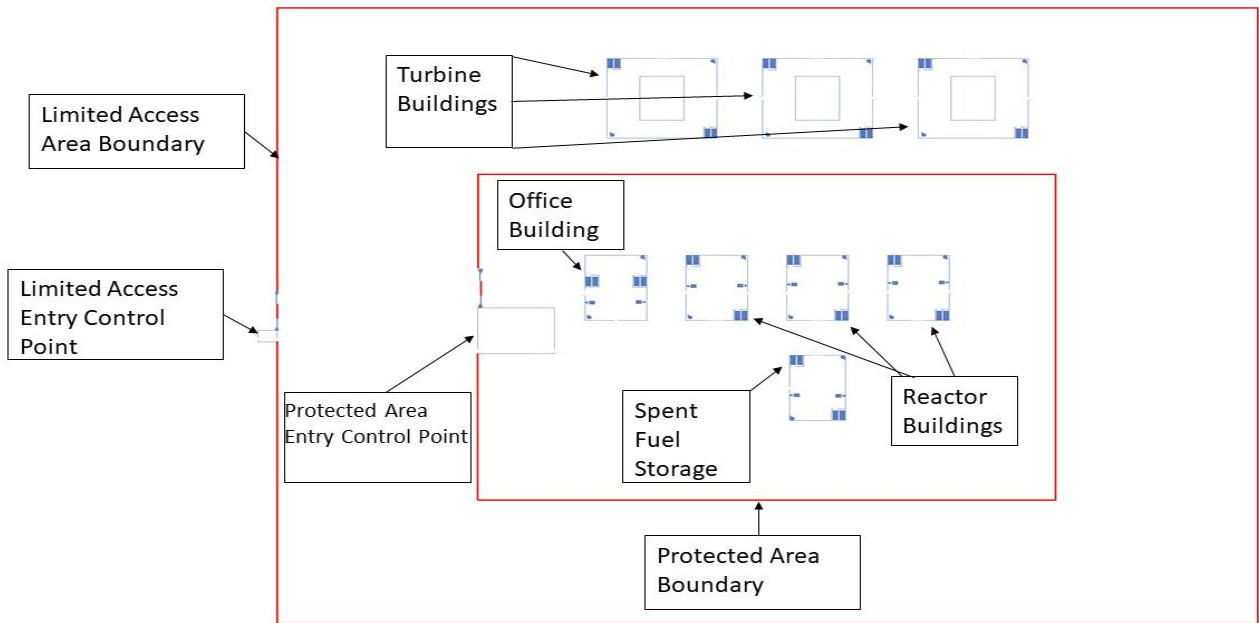 Turbine
Buildings
Limited Access
Area Boundary
Office
Building
Limited Access
Entry Control
Point
Protected Area
Entry Control Point
Spent
Fuel
Storage
Reactor
Buildings
Protected Area
Boundary